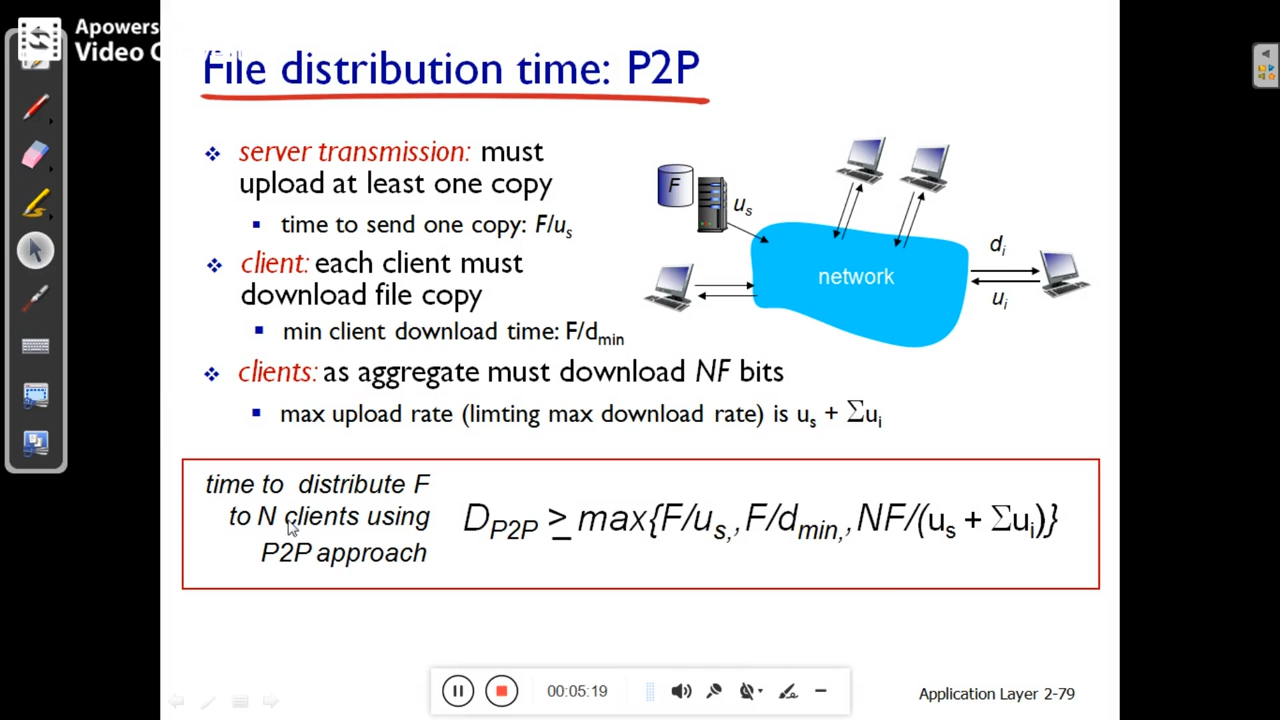 Apowers
Video C
File distribution time: P2P
server transmission: must
upload at least one copy
time to send one copy: F/us
client: each client must
download file copy
min client download time: F/dmin
clients: as aggregate must download NF bits
max upload rate (limting max download rate) is us + Σui
F
us
network
di
ui
time to distribute F
to N clients using
P2P approach
DP2P ≥ max{F/us,,F/dmin,,NF/(us + Σui)}
00:05:19
Application Layer 2-79